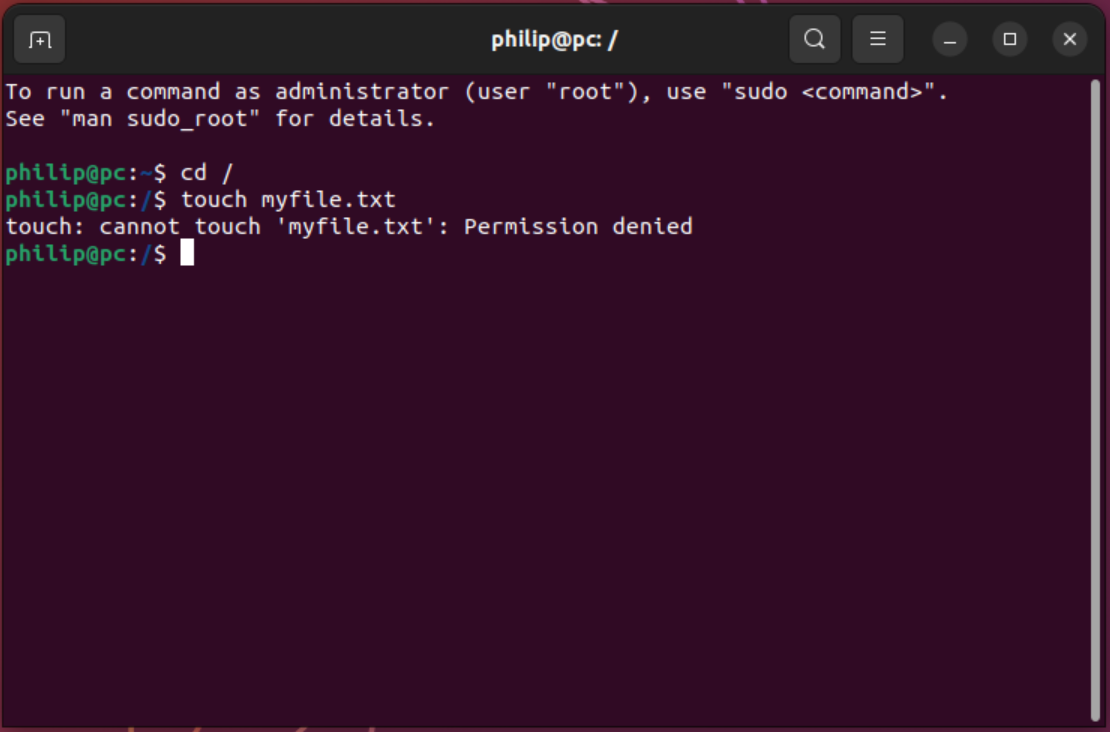 philip@pc: /
To run a command as administrator (user "root"), use "sudo <command>".
See "man sudo_root" for details.
philip@pc:~$ cd /
philip@pc:/$ touch myfile.txt
touch: cannot touch 'myfile.txt': Permission denied
philip@pc:/$